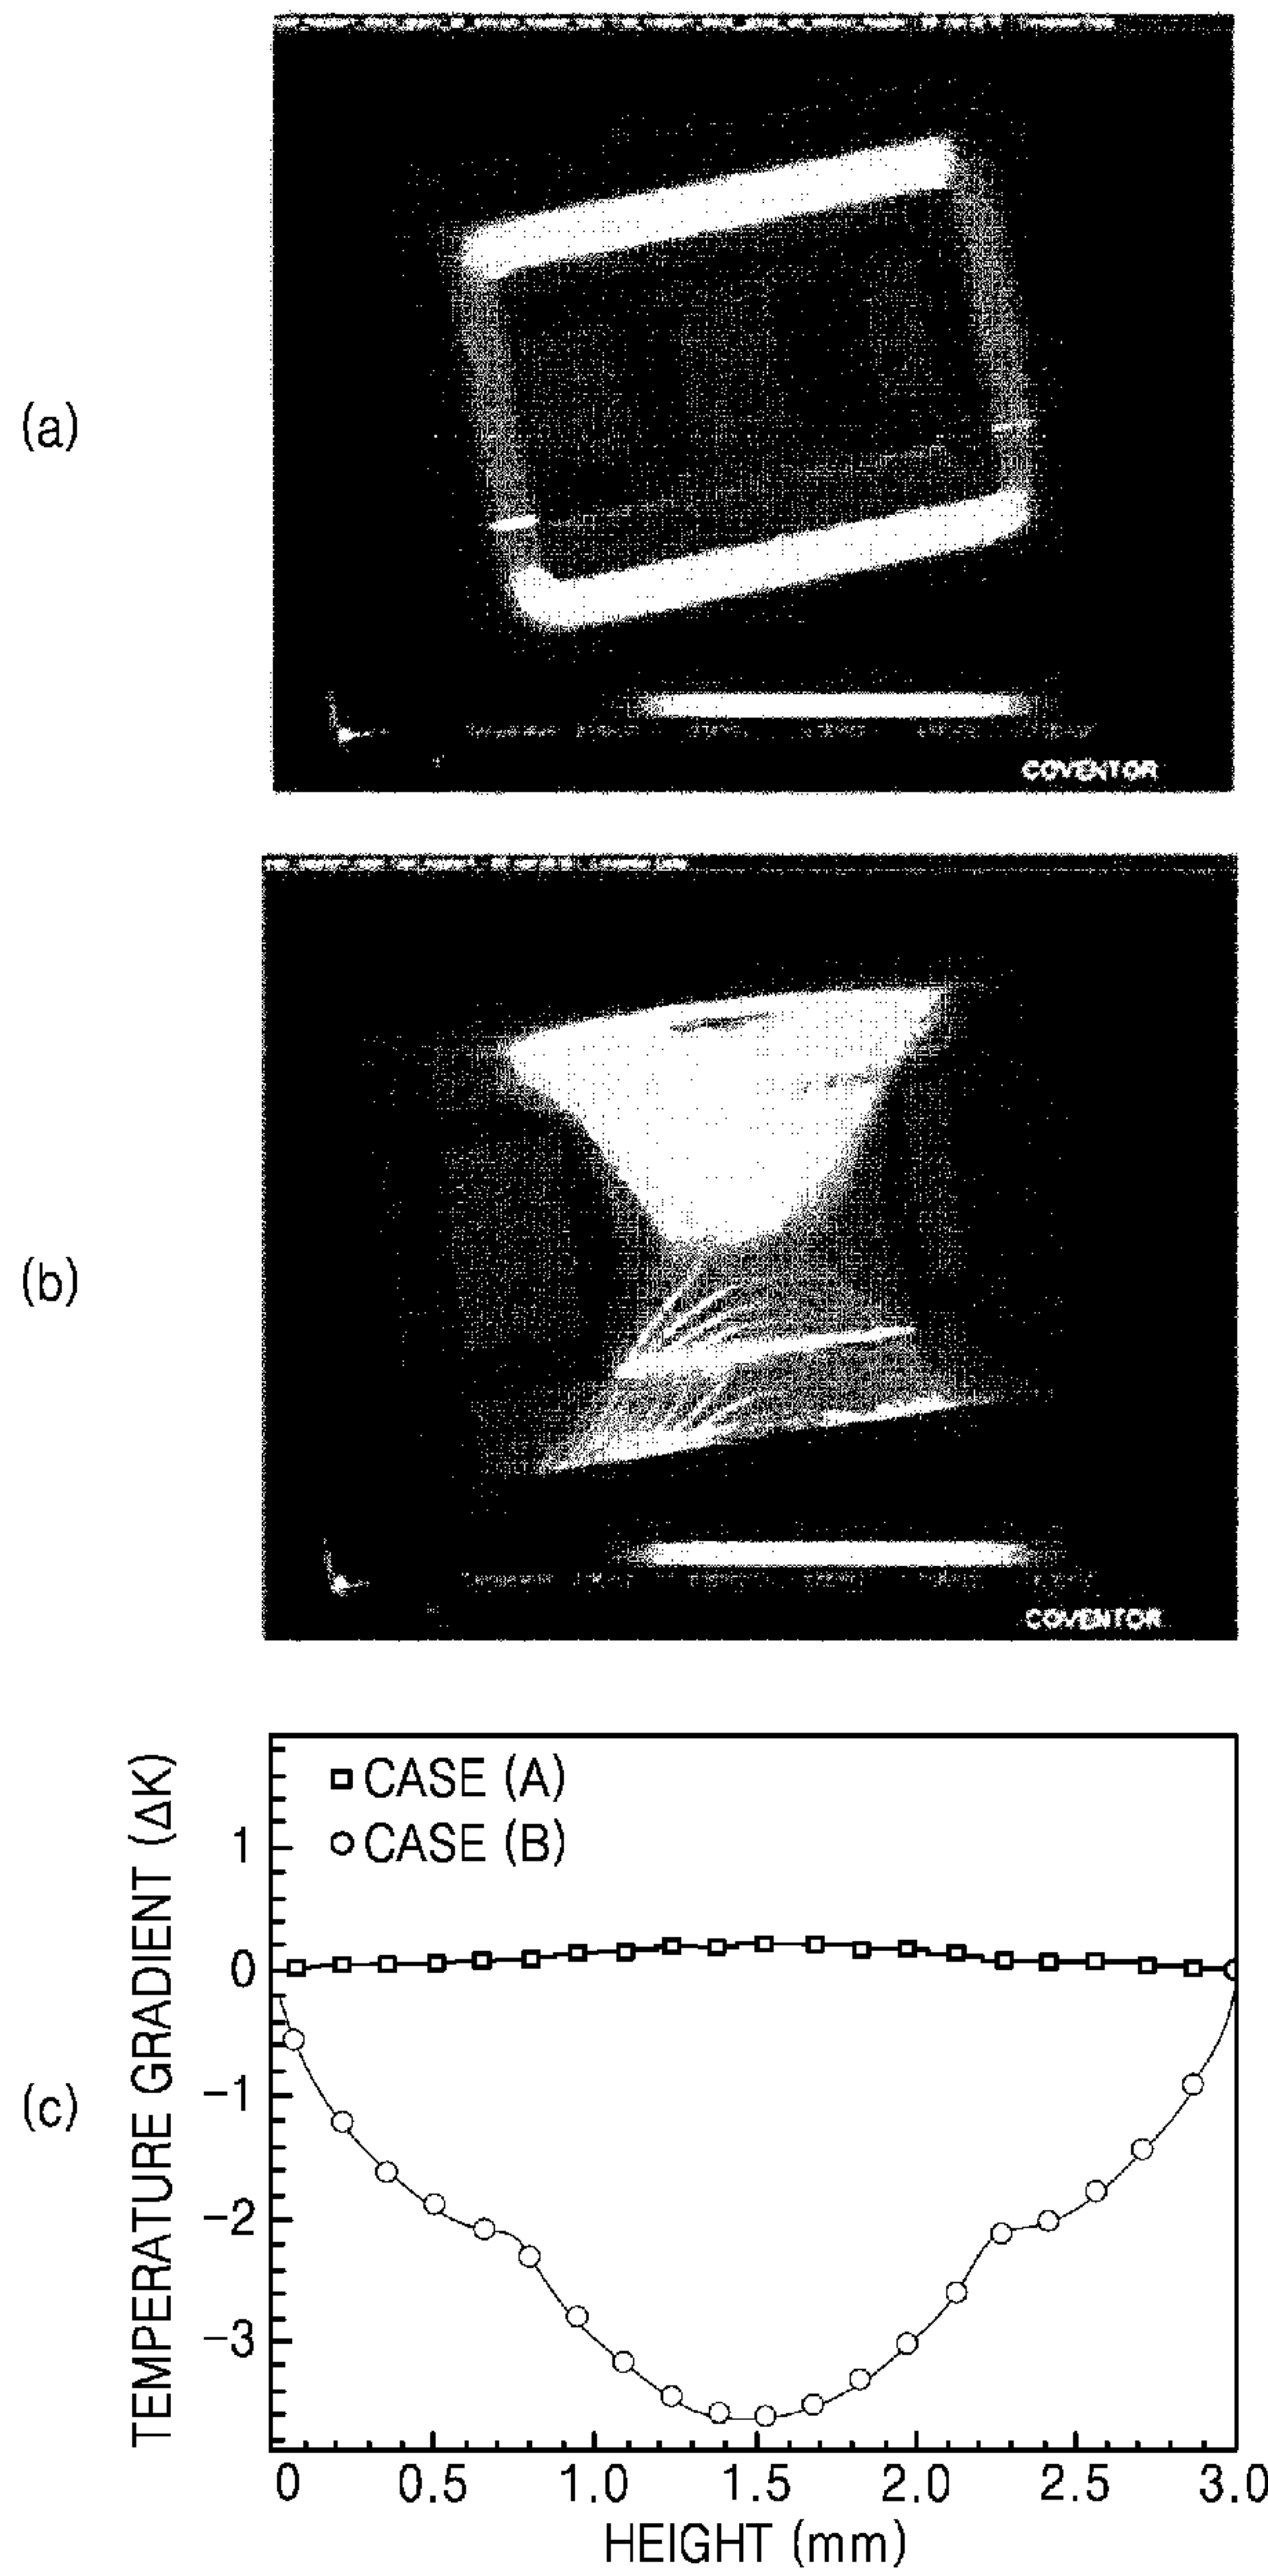 (a)
COVENTOR
(b)
COVENTOR
(c)
TEMPERATURE GRADIENT (ΔK)
CASE (A)
CASE (B)
1
0
-1
-2
-3
0 0.5 1.0 1.5 2.0 2.5 3.0
HEIGHT (mm)